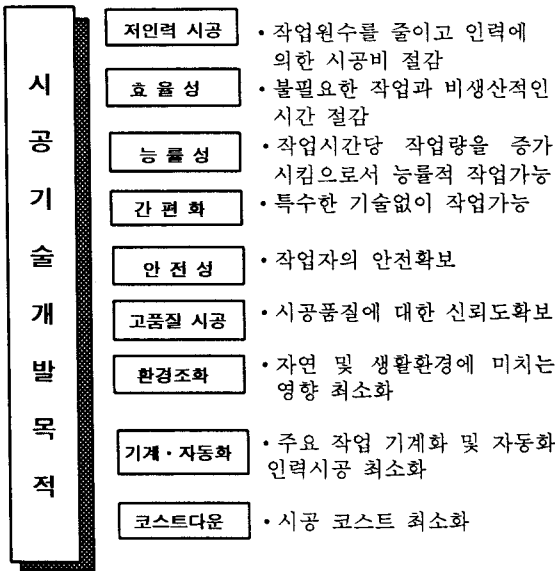 시공기술개발목적
저인력 시공
• 작업원수를 줄이고 인력에
의한 시공비 절감
효율성
• 불필요한 작업과 비생산적인
시간 절감
능률성
• 작업시간당 작업량을 증가
시킴으로서 능률적 작업가능
간편화
• 특수한 기술없이 작업가능
안전성
• 작업자의 안전확보
고품질 시공
• 시공품질에 대한 신뢰도확보
환경조화
• 자연 및 생활환경에 미치는
영향 최소화
기계・자동화
• 주요 작업 기계화 및 자동화
인력시공 최소화
코스트다운
• 시공 코스트 최소화